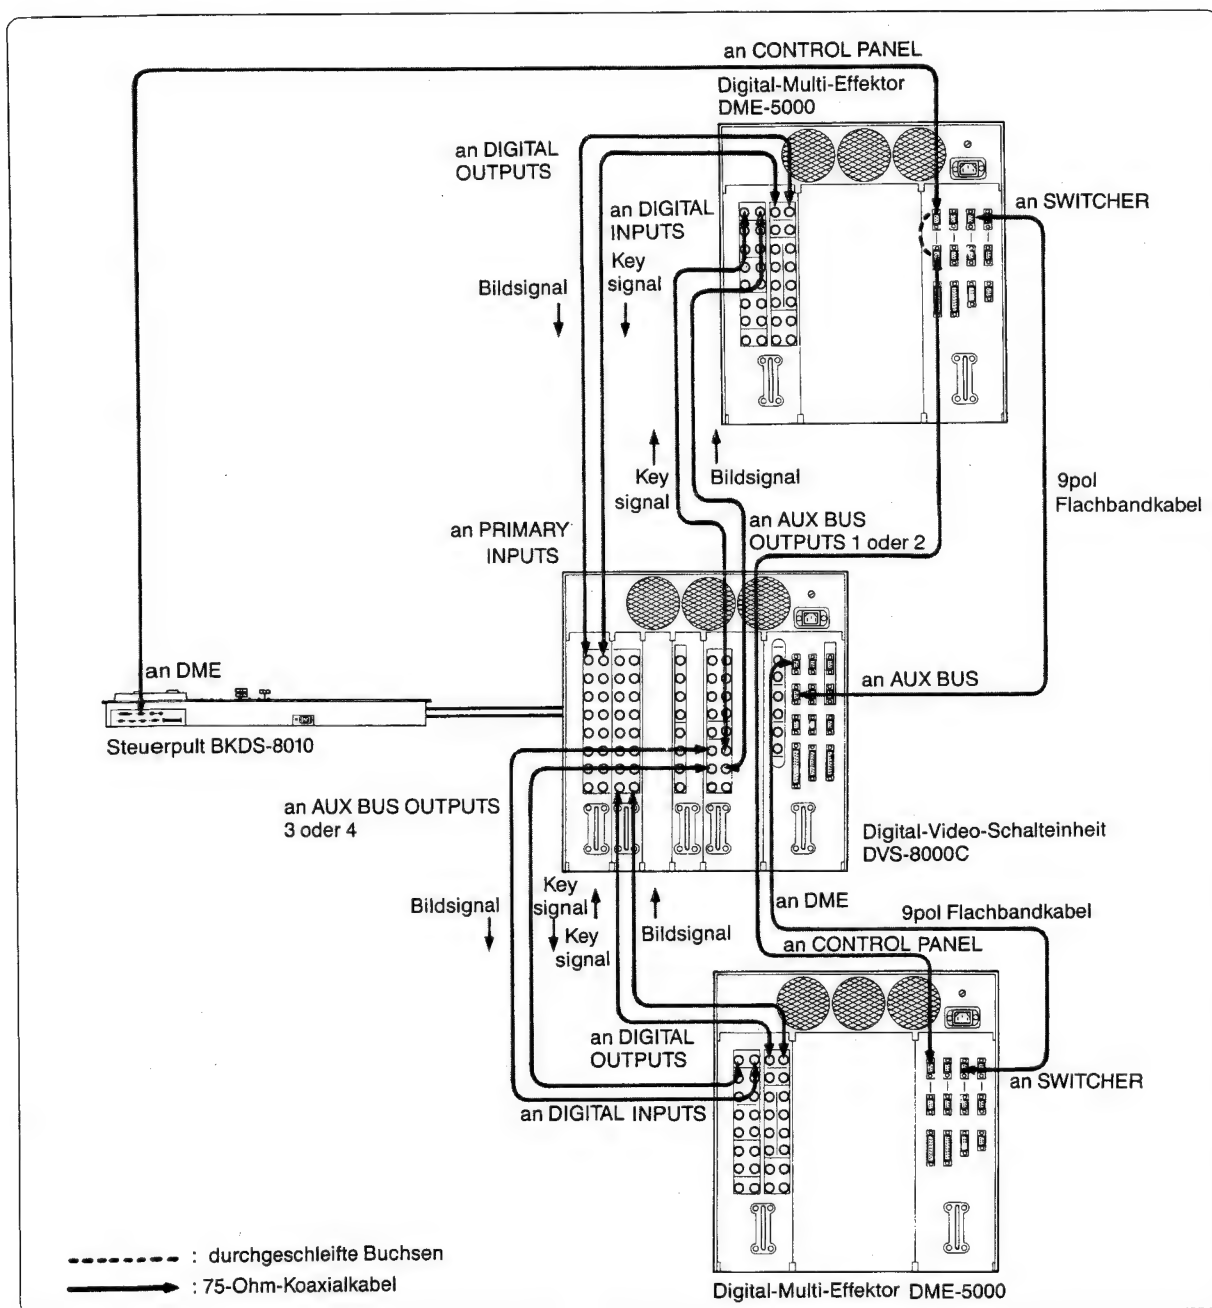 an CONTROL PANEL
Digital-Multi-Effektor
DME-5000
an DIGITAL
OUTPUTS
an SWITCHER
an DIGITAL
INPUTS
Key
signal
Bildsignal
Key
signal
Bildsignal
9pol
Flachbandkabel
an PRIMARY
INPUTS
an AUX BUS
OUTPUTS 1 oder 2
an DME
an AUX BUS
Steuerpult BKDS-8010
an AUX BUS OUTPUTS
3 oder 4
Digital-Video-Schalteinheit
DVS-8000C
Key
signal
Bildsignal
an DME
9pol Flachbandkabel
Key
signal
Bildsignal
an CONTROL PANEL
an DIGITAL
OUTPUTS
an SWITCHER
an DIGITAL INPUTS
: durchgeschleifte Buchsen
: 75-Ohm-Koaxialkabel
Digital-Multi-Effektor DME-5000